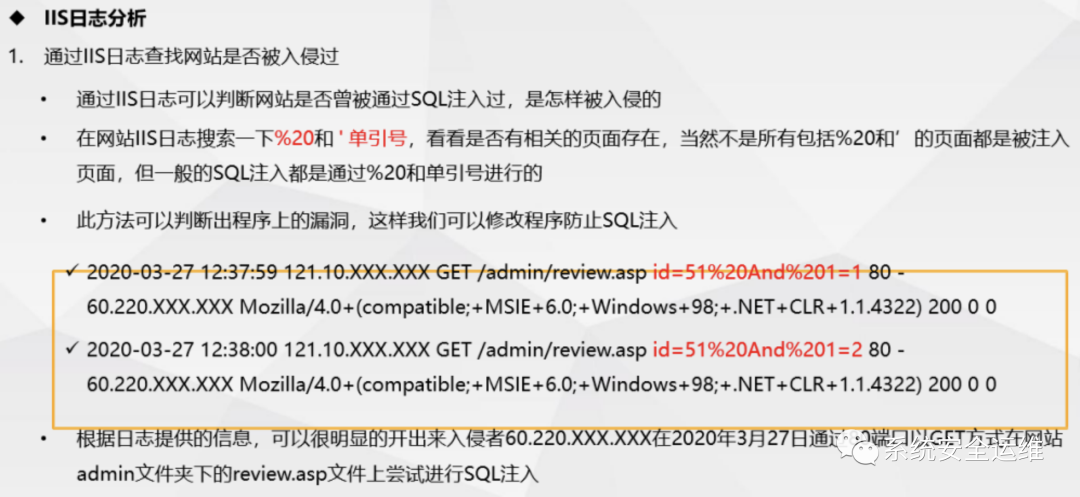 ◆ IIS日志分析
1. 通过IIS日志查找网站是否被入侵过
• 通过IIS日志可以判断网站是否曾被通过SQL注入过，是怎样被入侵的
• 在网站IIS日志搜索一下%20和 ' 单引号，看看是否有相关的页面存在，当然不是所有包括%20和’的页面都是被注入
页面，但一般的SQL注入都是通过%20和单引号进行的
• 此方法可以判断出程序上的漏洞，这样我们可以修改程序防止SQL注入
✓ 2020-03-27 12:37:59 121.10.XXX.XXX GET /admin/review.asp id=51%20And%201=1 80 -
60.220.XXX.XXX Mozilla/4.0+(compatible;+MSIE+6.0;+Windows+98;+.NET+CLR+1.1.4322) 200 0 0
✓ 2020-03-27 12:38:00 121.10.XXX.XXX GET /admin/review.asp id=51%20And%201=2 80 -
60.220.XXX.XXX Mozilla/4.0+(compatible;+MSIE+6.0;+Windows+98;+.NET+CLR+1.1.4322) 200 0 0
• 根据日志提供的信息，可以很明显的开出来入侵者60.220.XXX.XXX在2020年3月27日通过 0端口以GET方式在网站
admin文件夹下的review.asp文件上尝试进行SQL注入
系统安全运维